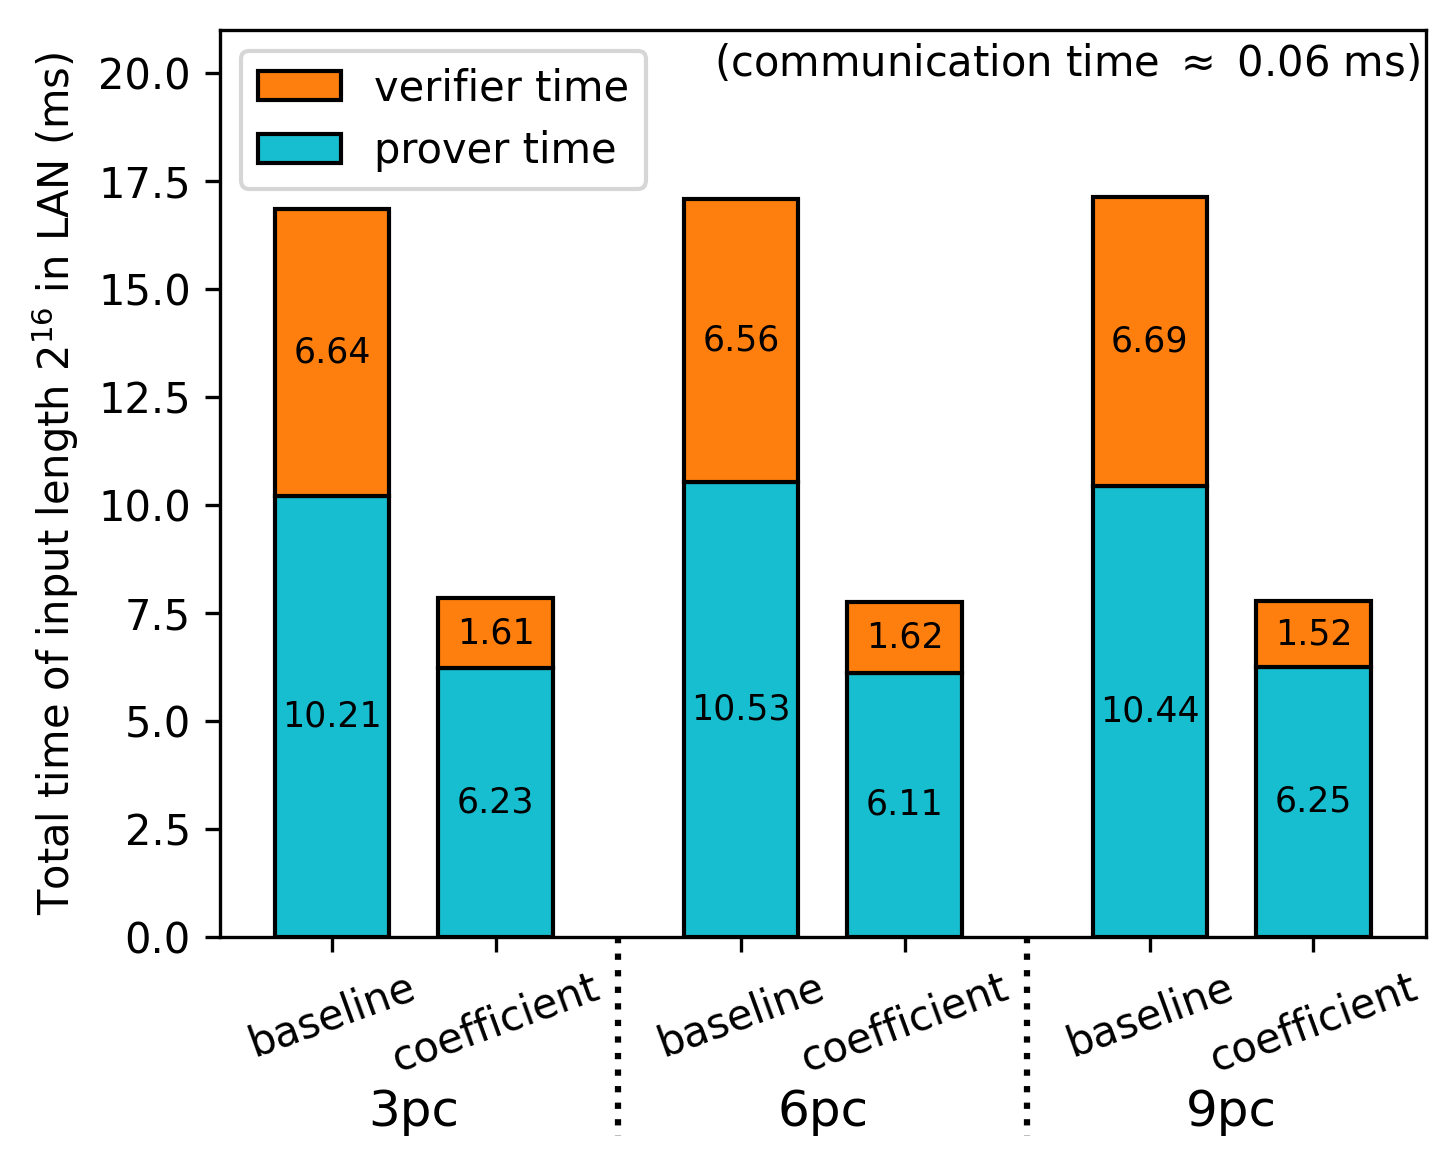 (communication time ≈ 0.06 ms)
verifier time
prover time
Total time of input length 2^16 in LAN (ms)
20.0
17.5
15.0
12.5
10.0
7.5
5.0
2.5
0.0
6.64
10.21
1.61
6.23
6.56
10.53
1.62
6.11
6.69
10.44
1.52
6.25
baseline
coefficient
baseline
coefficient
baseline
coefficient
3pc
6pc
9pc